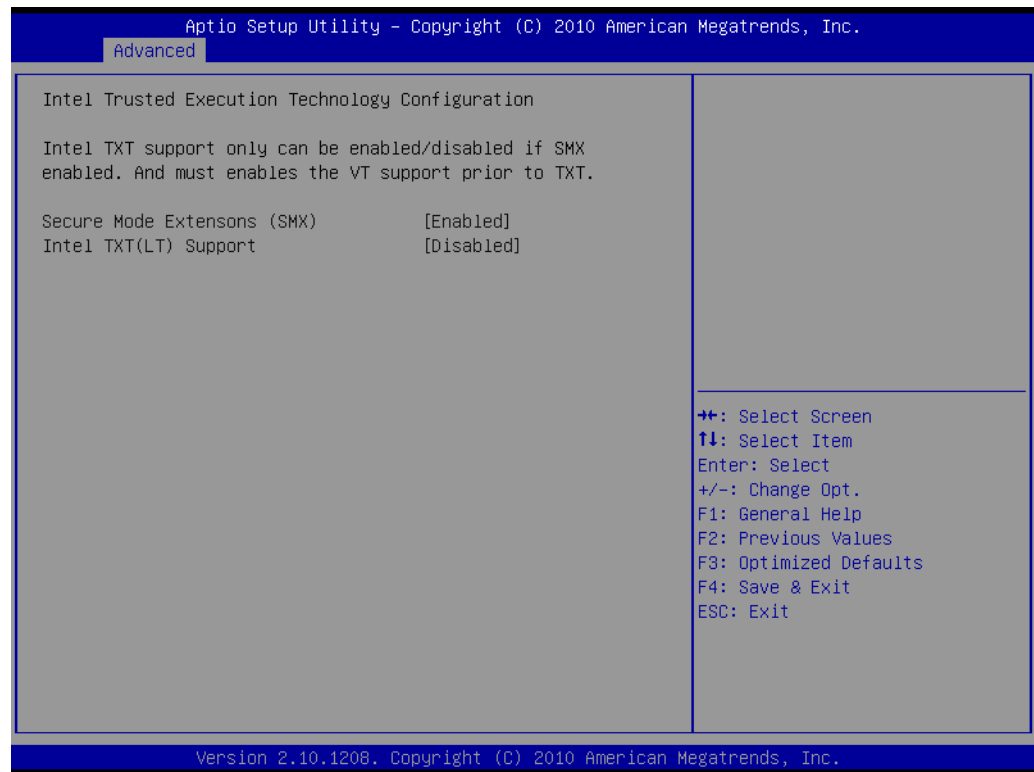 Aptio Setup Utility – Copyright (C) 2010 American Megatrends, Inc.
Advanced
Intel Trusted Execution Technology Configuration
Intel TXT support only can be enabled/disabled if SMX
enabled. And must enables the VT support prior to TXT.
Secure Mode Extensons (SMX) [Enabled]
Intel TXT(LT) Support [Disabled]
→←: Select Screen
↑↓: Select Item
Enter: Select
+/-: Change Opt.
F1: General Help
F2: Previous Values
F3: Optimized Defaults
F4: Save & Exit
ESC: Exit
Version 2.10.1208. Copyright (C) 2010 American Megatrends, Inc.